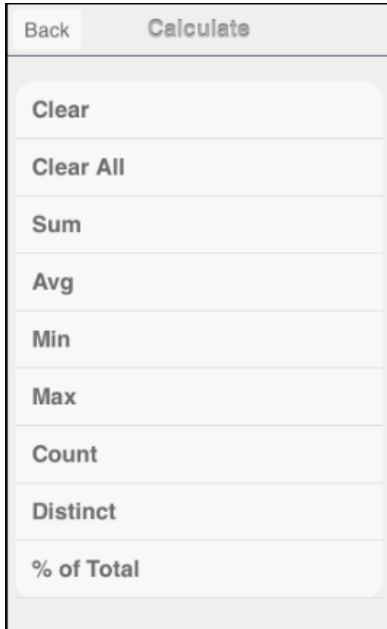 Back Calculate
Clear
Clear All
Sum
Avg
Min
Max
Count
Distinct
% of Total